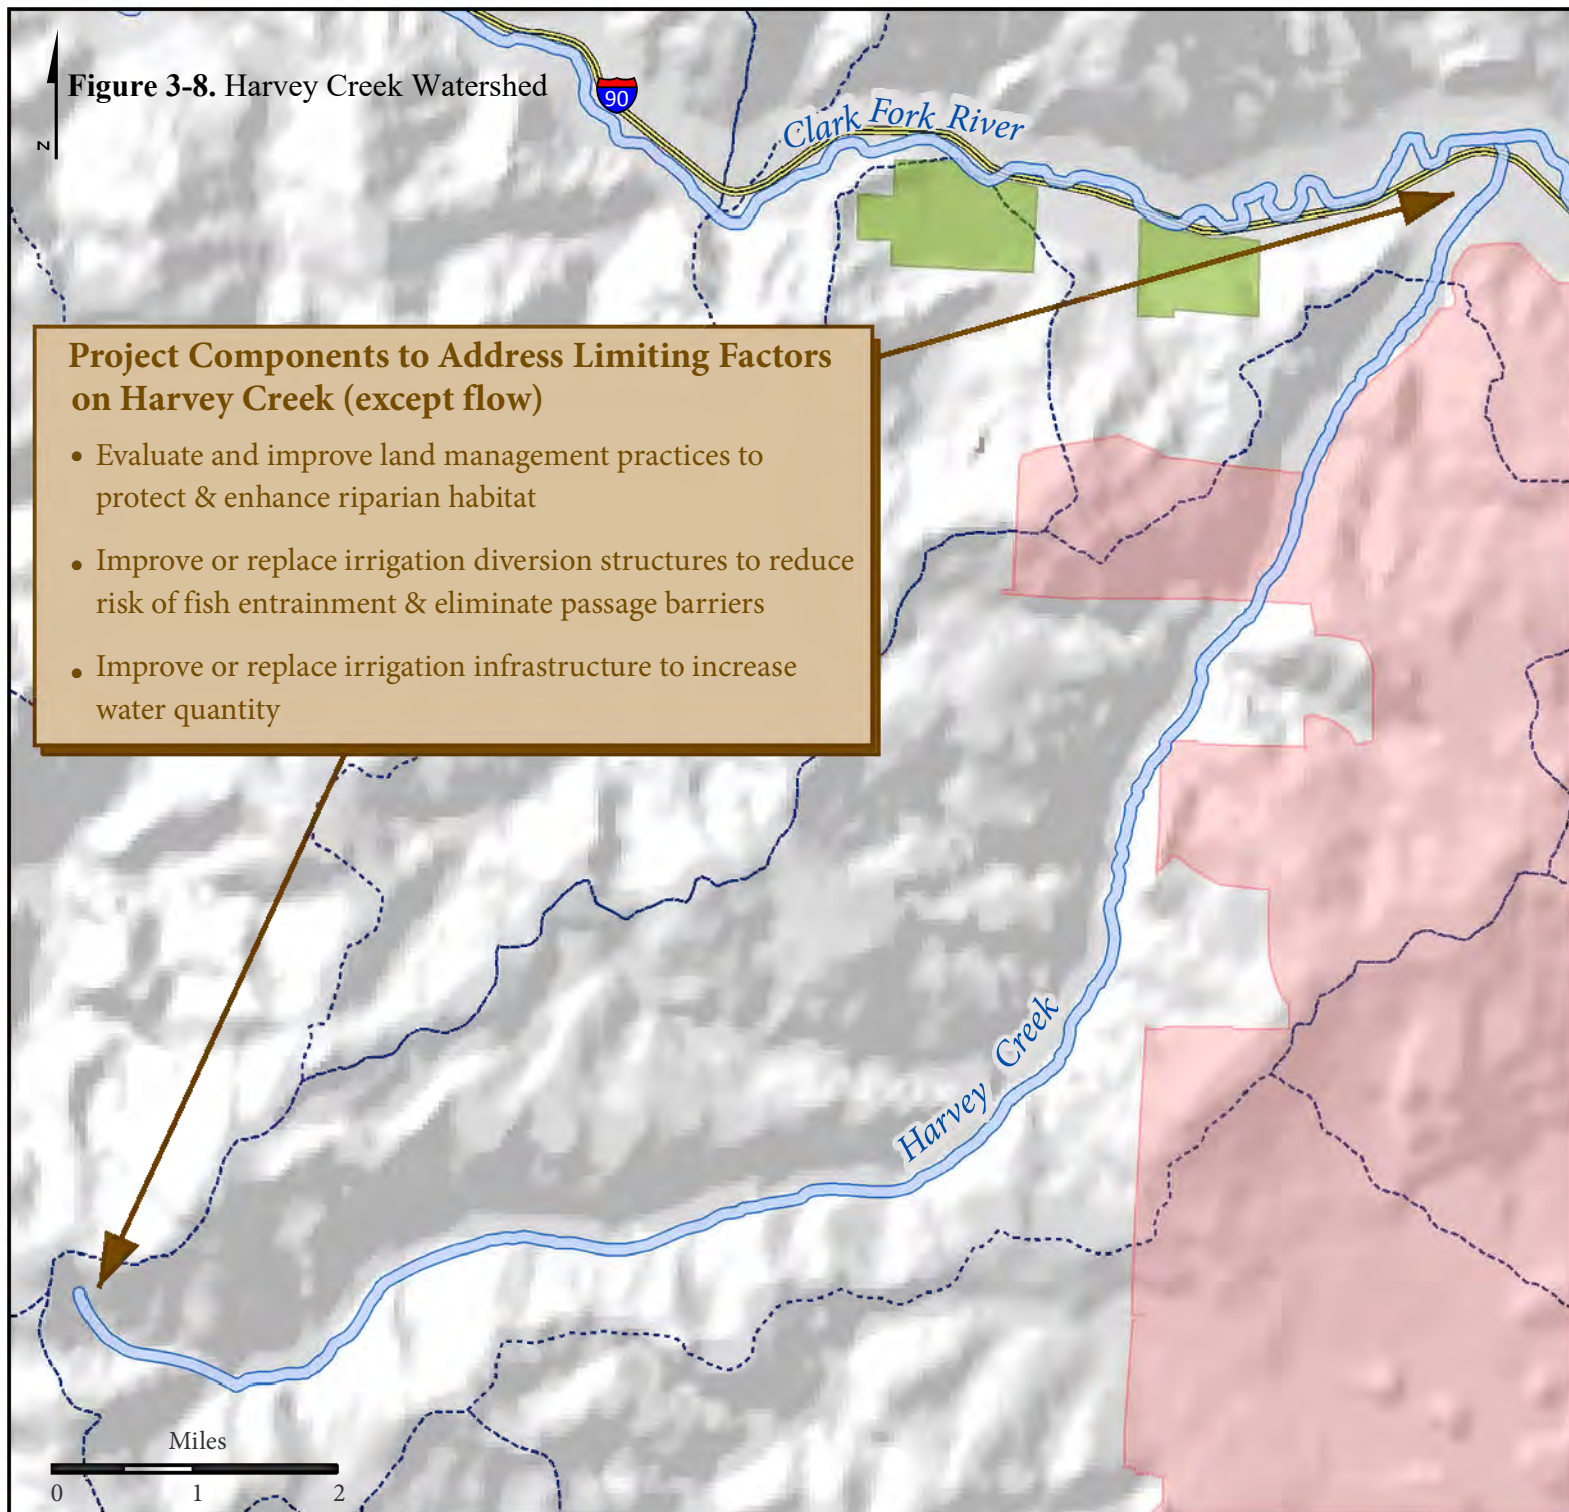 Figure 3-8. Harvey Creek Watershed
90
Clark Fork River
N
Project Components to Address Limiting Factors
on Harvey Creek (except flow)
• Evaluate and improve land management practices to
protect & enhance riparian habitat
• Improve or replace irrigation diversion structures to reduce
risk of fish entrainment & eliminate passage barriers
• Improve or replace irrigation infrastructure to increase
water quantity
Harvey Creek
Miles
0 1 2